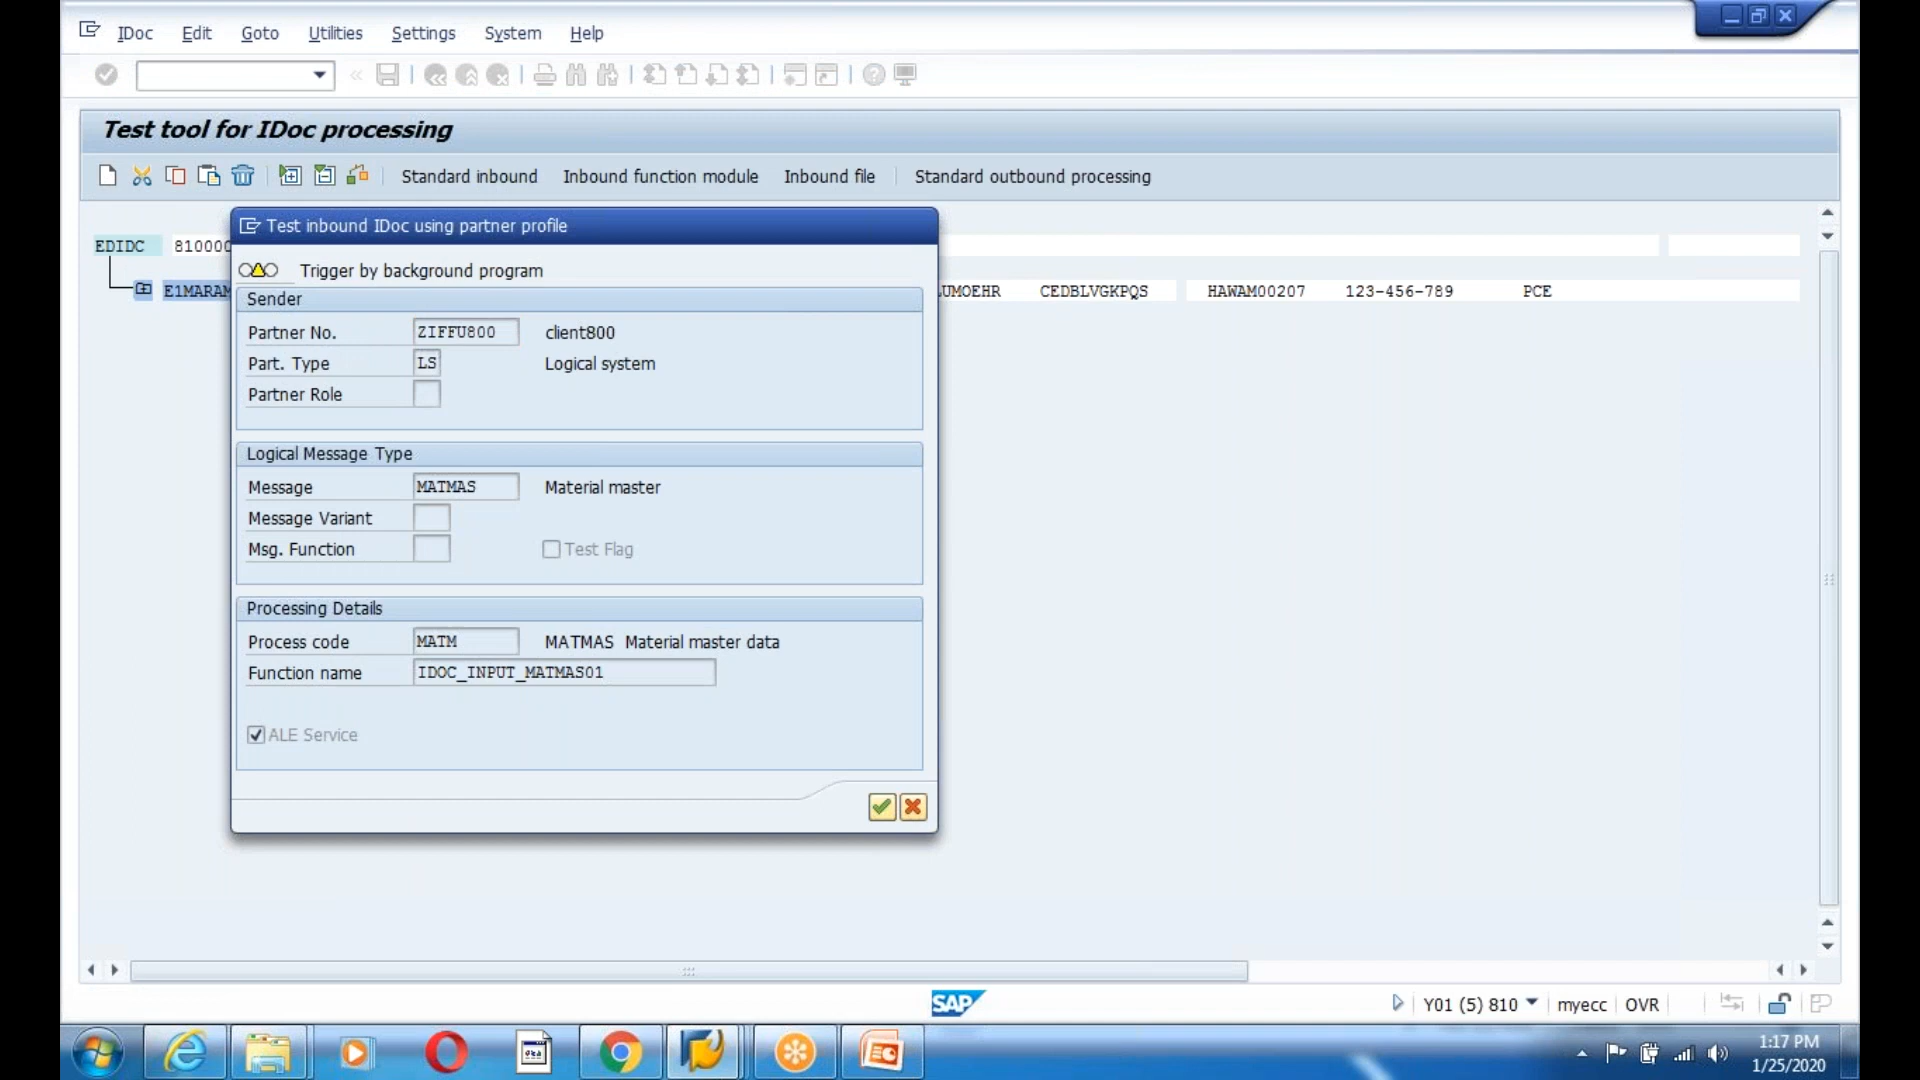 IDoc Edit Goto Utilities Settings System Help
Test tool for IDoc processing
Standard inbound Inbound function module Inbound file Standard outbound processing
Test inbound IDoc using partner profile
EDIDC 810000
Trigger by background program
E1MARAM UMOEHR CEDBLVGKPQS HAWAM00207 123-456-789 PCE
Sender
Partner No. ZIFFU800 client800
Part. Type LS Logical system
Partner Role
Logical Message Type
Message MATMAS Material master
Message Variant
Msg. Function Test Flag
Processing Details
Process code MATM MATMAS Material master data
Function name IDOC_INPUT_MATMAS01
ALE Service
SAP
Y01 (5) 810 myecc OVR
1:17 PM
1/25/2020